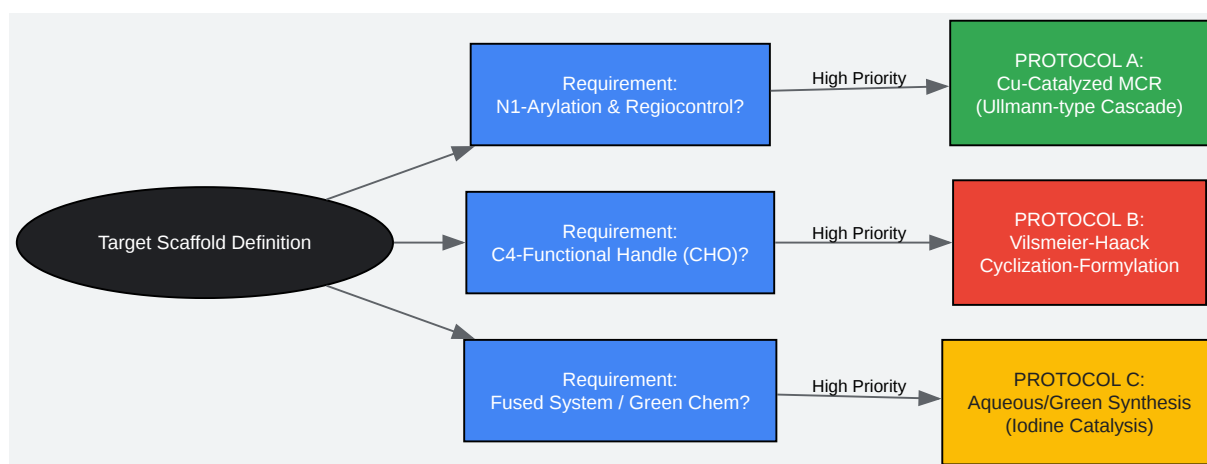 Target Scaffold Definition
Requirement:
N1-Arylation & Regiocontrol?
High Priority
PROTOCOL A:
Cu-Catalyzed MCR
(Ullmann-type Cascade)
Requirement:
C4-Functional Handle (CHO)?
High Priority
PROTOCOL B:
Vilsmeier-Haack
Cyclization-Formylation
Requirement:
Fused System / Green Chem?
High Priority
PROTOCOL C:
Aqueous/Green Synthesis
(Iodine Catalysis)